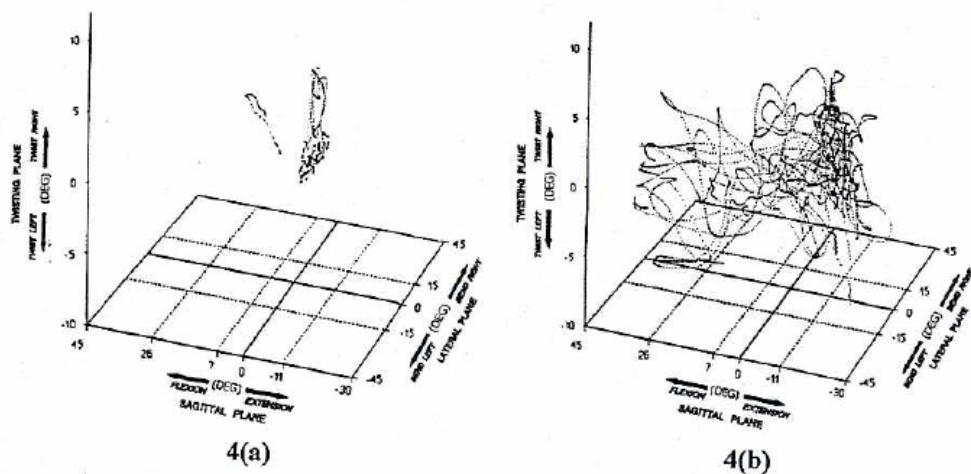 10
5
0
-5
-10
TWISTING PLANE
TWIST LEFT (DEG) TWIST RIGHT
45
26
7
0
-11
-30
FLEXION (DEG) EXTENSION
SAGITTAL PLANE
45
15
0
-15
-45
BEND LEFT (DEG) BEND RIGHT
LATERAL PLANE
4(a)
10
5
0
-5
-10
TWISTING PLANE
TWIST LEFT (DEG) TWIST RIGHT
45
26
7
0
-11
-30
FLEXION (DEG) EXTENSION
SAGITTAL PLANE
45
15
0
-15
-45
BEND LEFT (DEG) BEND RIGHT
LATERAL PLANE
4(b)